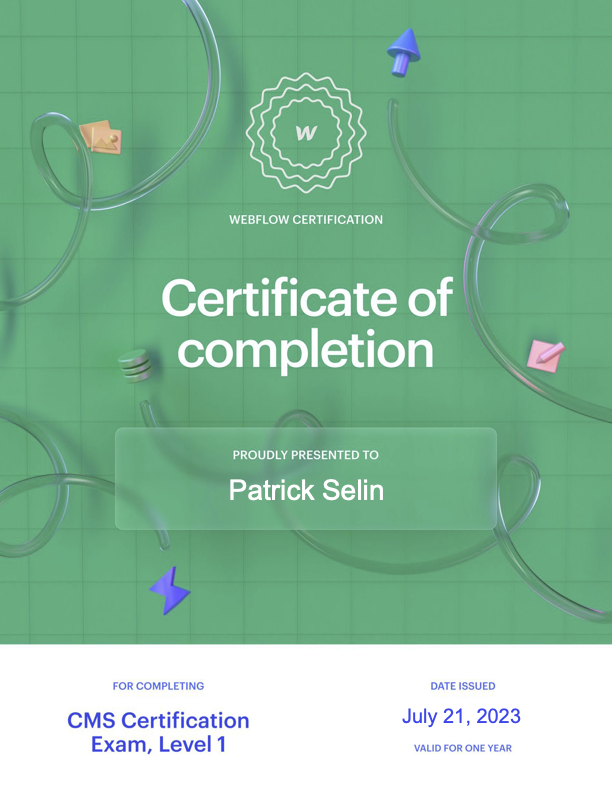 W
WEBFLOW CERTIFICATION
Certificate of
completion
PROUDLY PRESENTED TO
Patrick Selin
FOR COMPLETING
CMS Certification
Exam, Level 1
DATE ISSUED
July 21, 2023
VALID FOR ONE YEAR